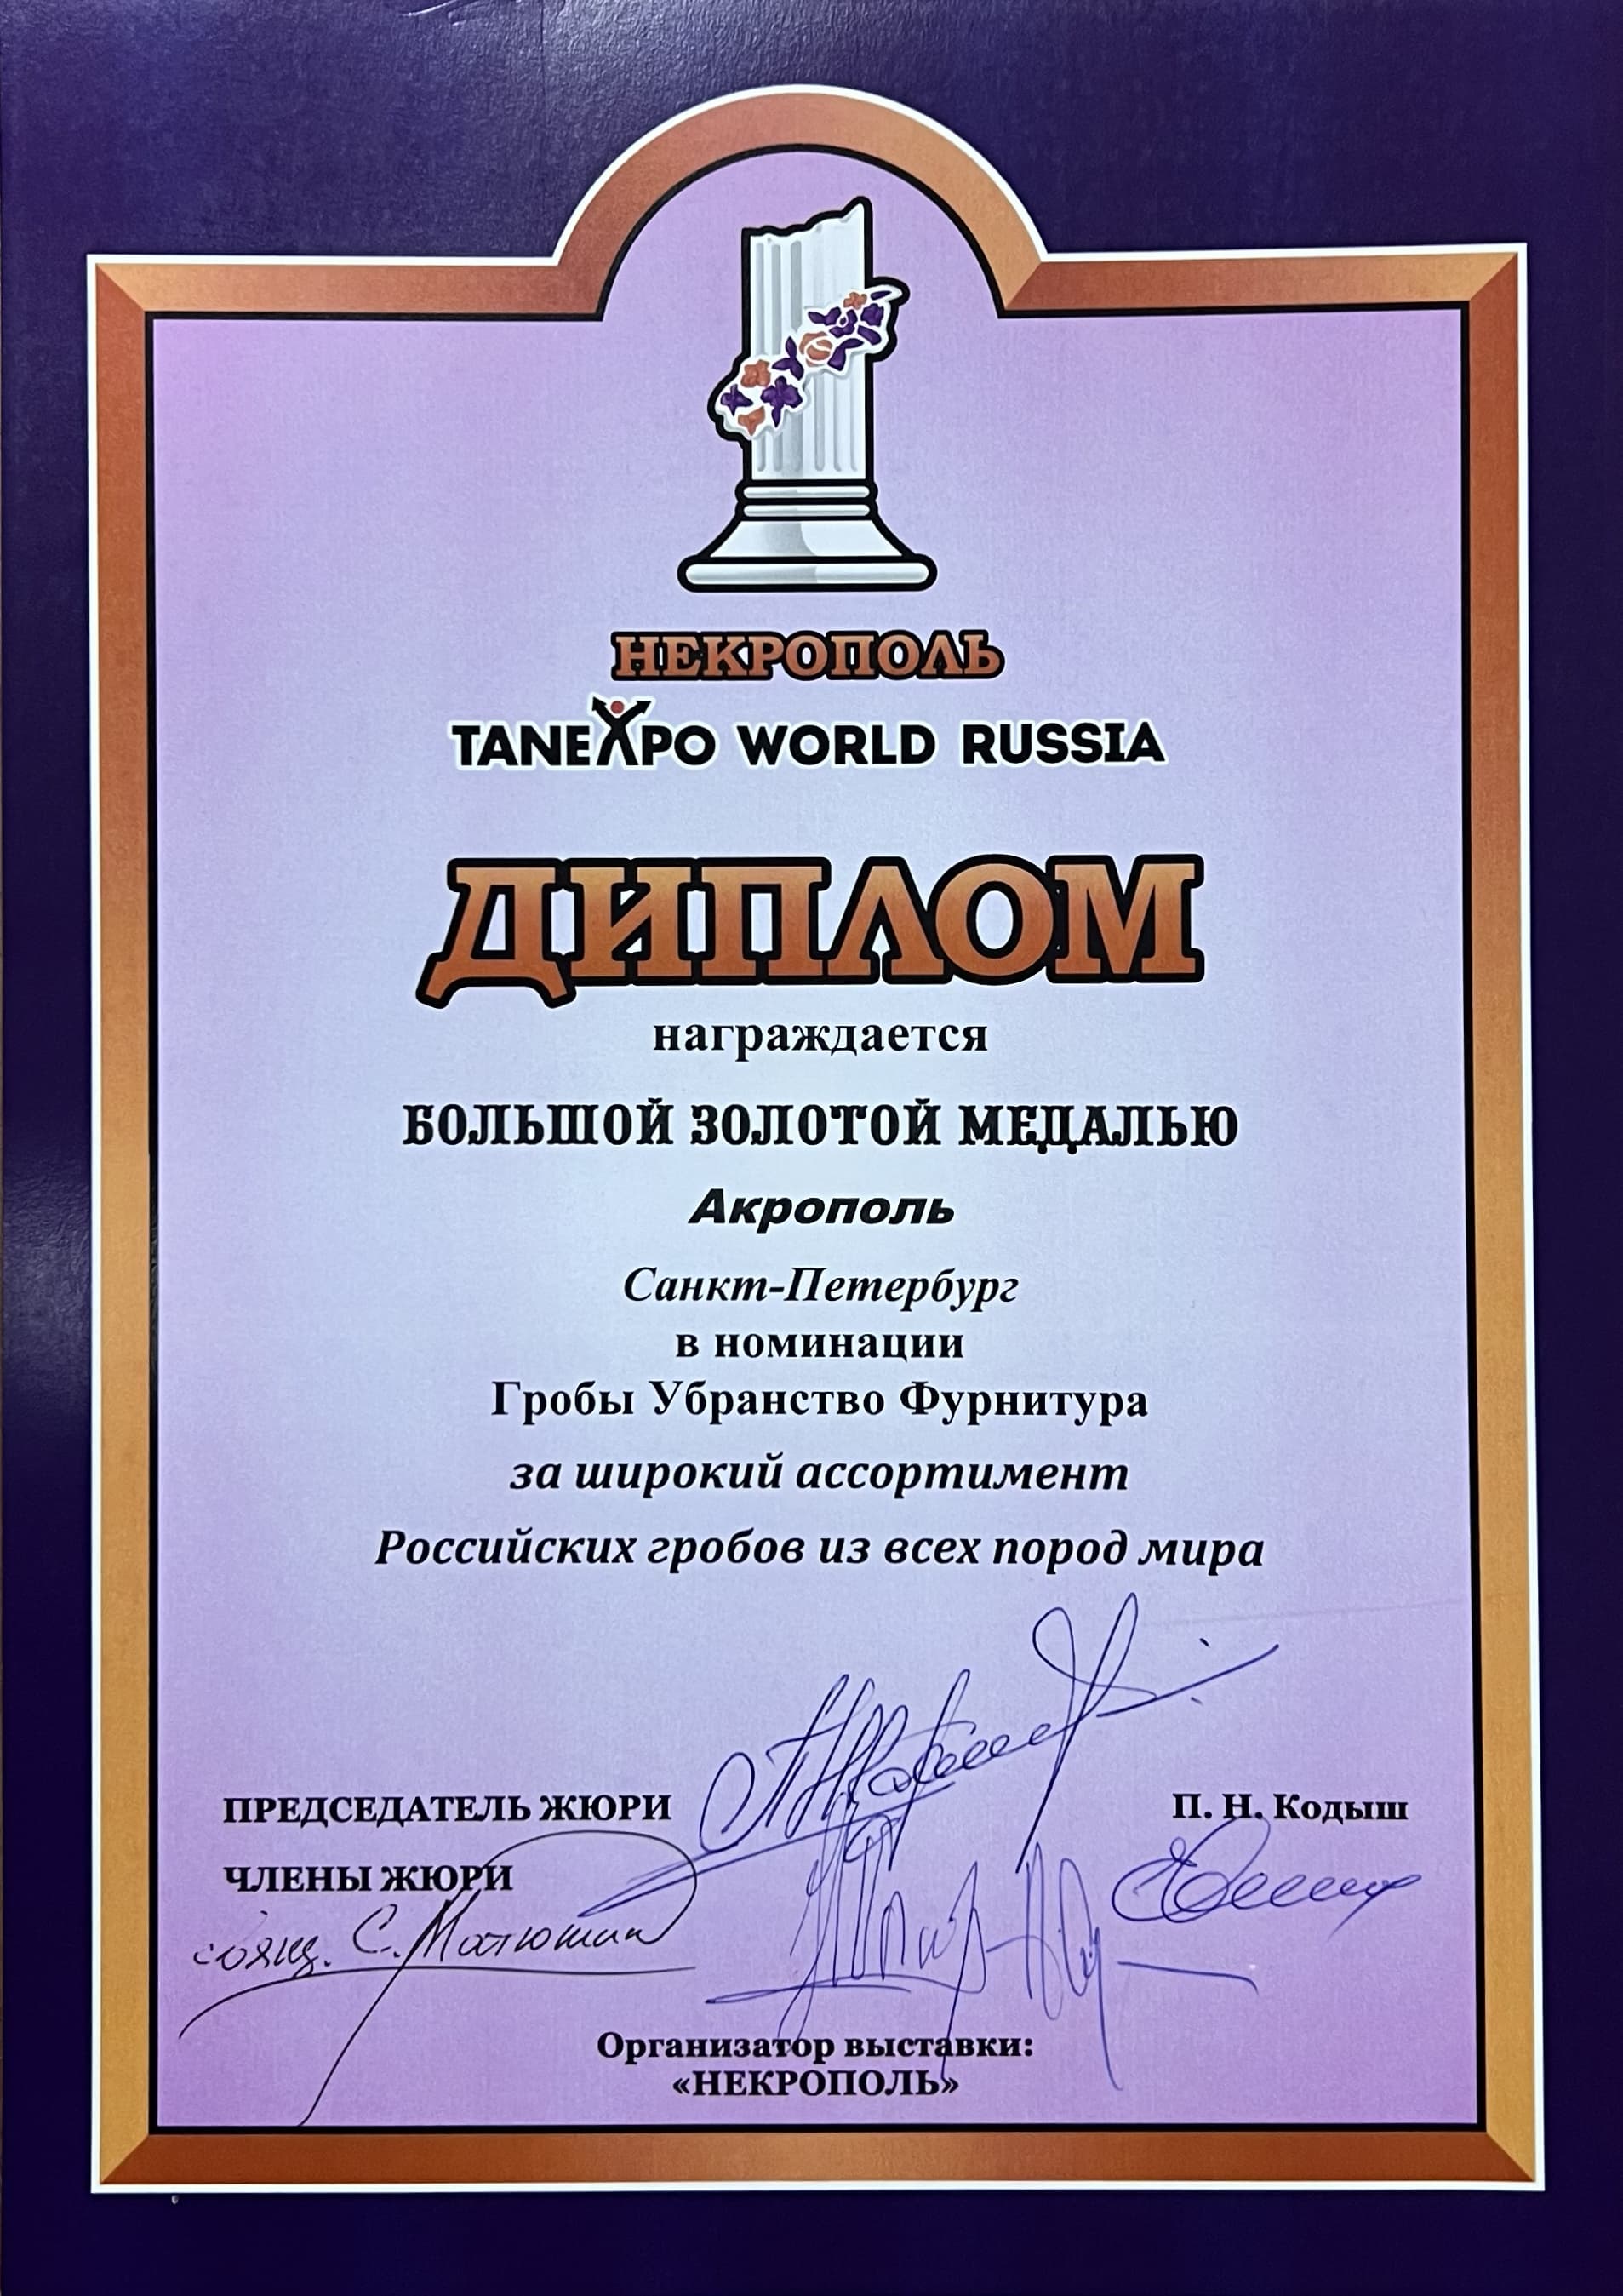 НЕКРОПОЛЬ
TANEXPO WORLD RUSSIA
ДИПЛОМ
награждается
БОЛЬШОЙ ЗОЛОТОЙ МЕДАЛЬЮ
Акрополь
Санкт-Петербург
в номинации
Гробы Убранство Фурнитура
за широкий ассортимент
Российских гробов из всех пород мира
ПРЕДСЕДАТЕЛЬ ЖЮРИ П. Н. Кодыш
ЧЛЕНЫ ЖЮРИ
С. Матюшин
Организатор выставки:
«НЕКРОПОЛЬ»